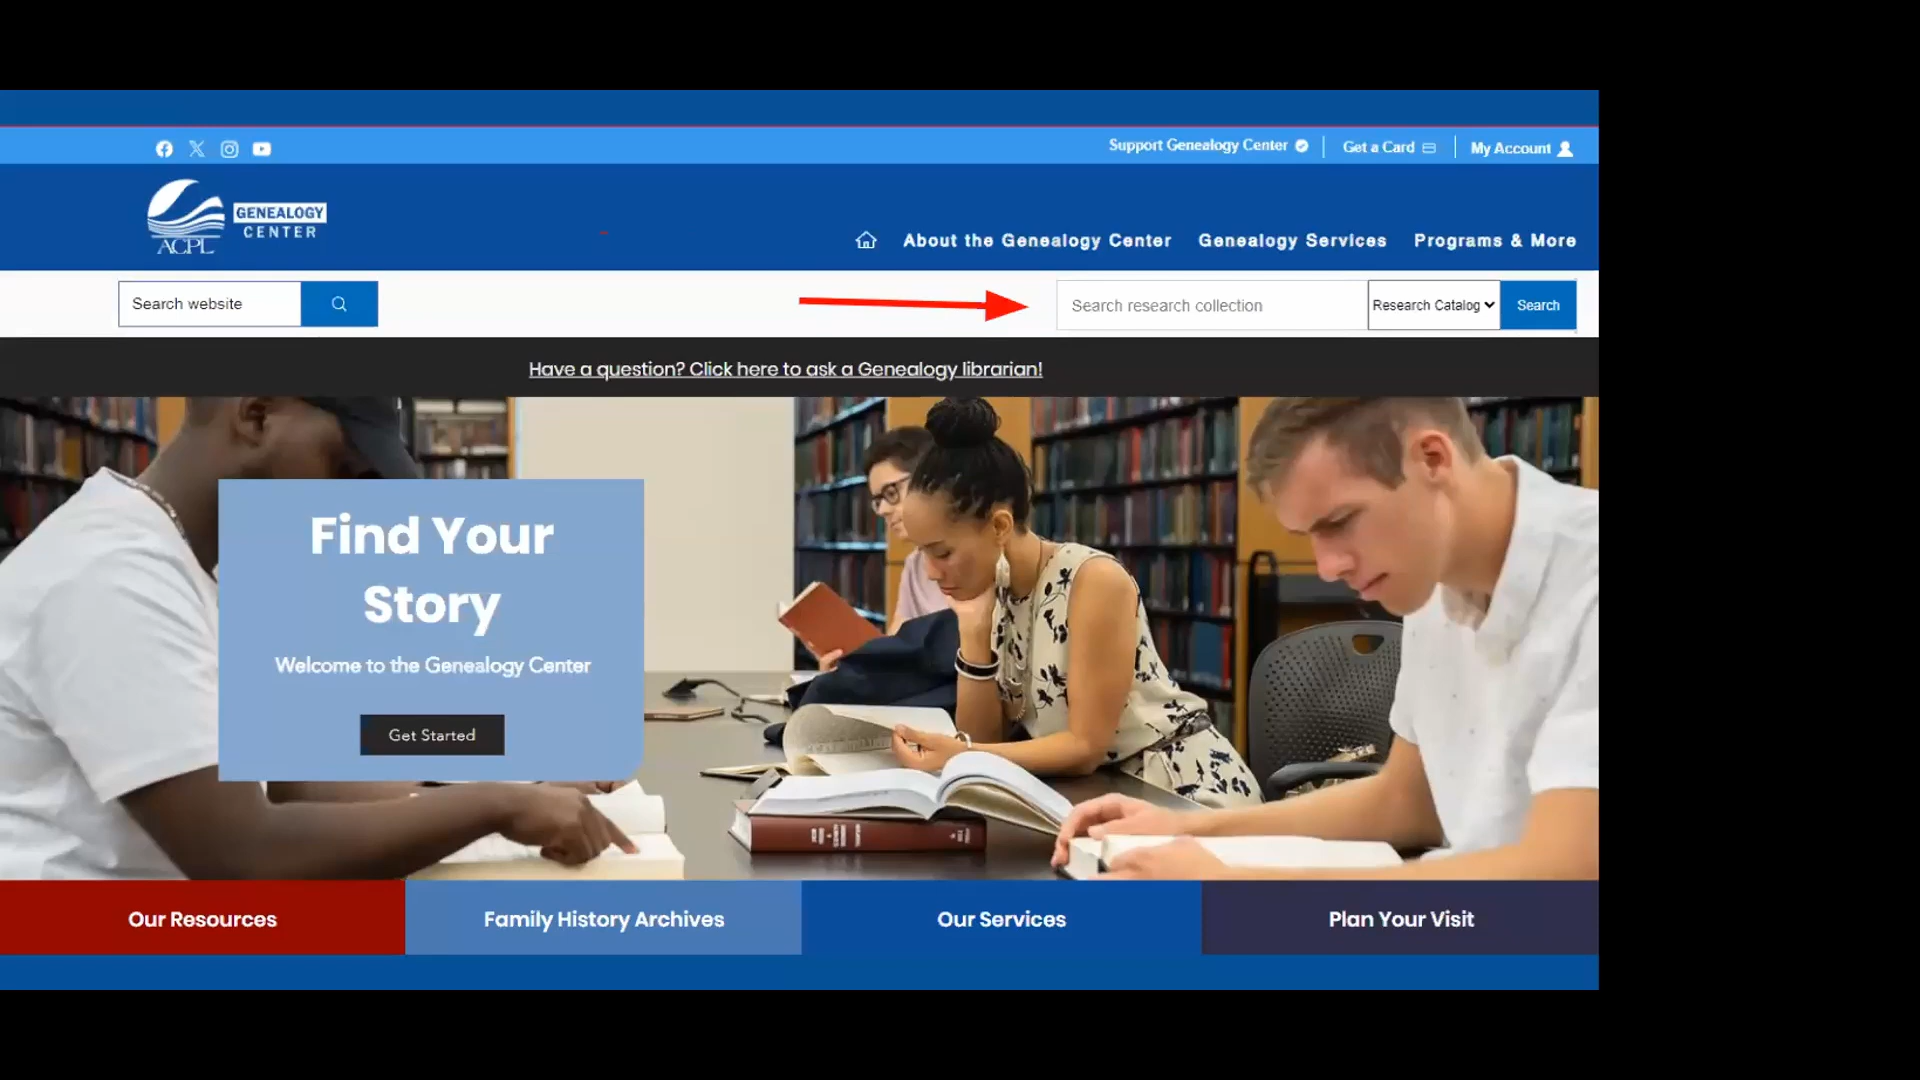 Support Genealogy Center
Get a Card
My Account
GENEALOGY
CENTER
ACPL
About the Genealogy Center
Genealogy Services
Programs & More
Search website
Search research collection
Research Catalog
Search
Have a question? Click here to ask a Genealogy librarian!
Find Your
Story
Welcome to the Genealogy Center
Get Started
Our Resources
Family History Archives
Our Services
Plan Your Visit